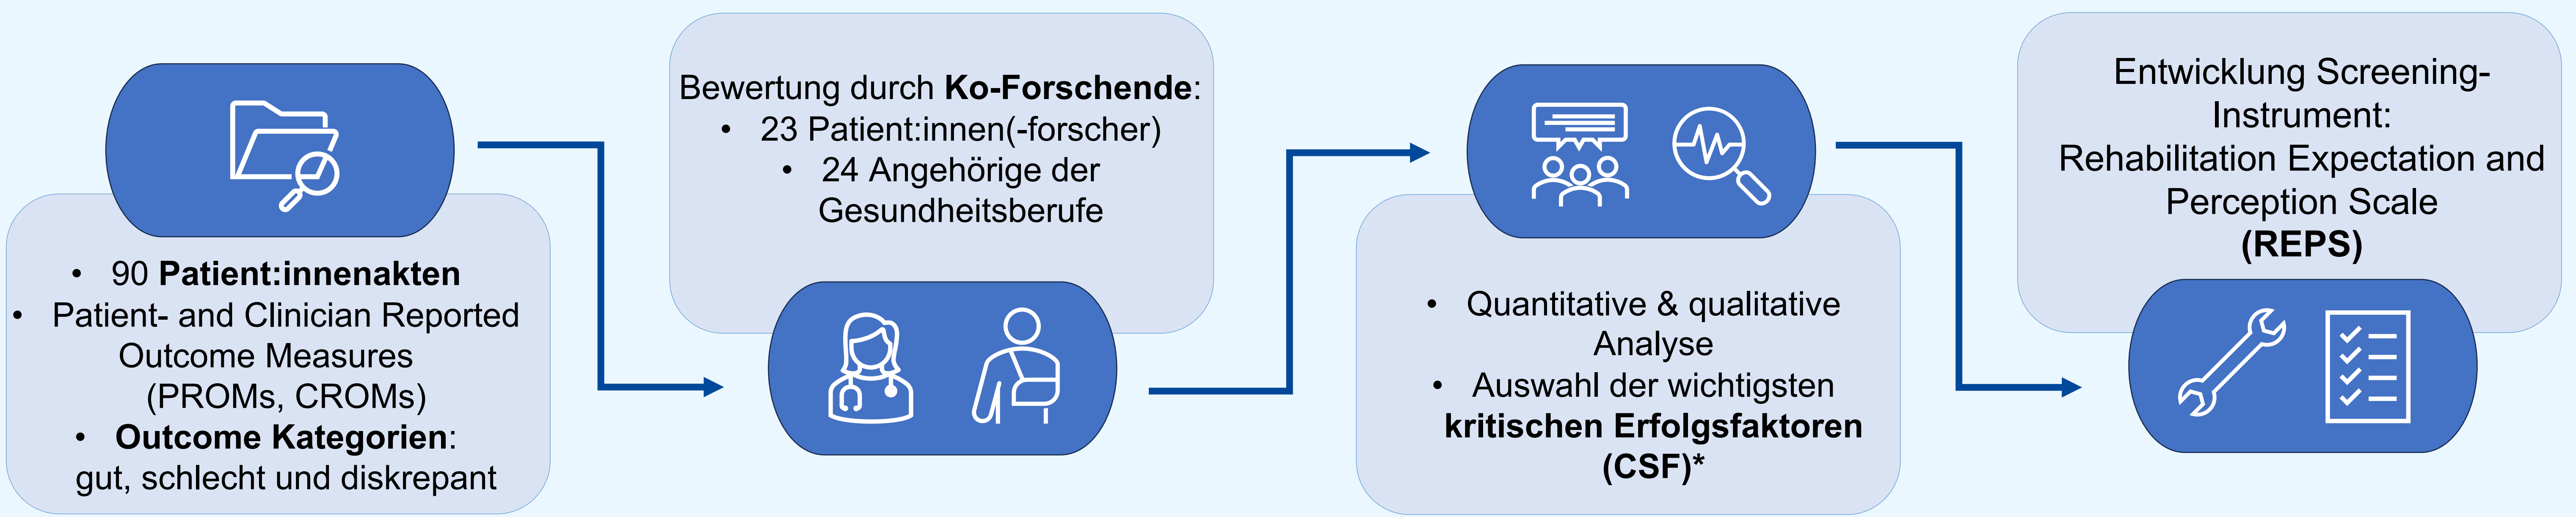 • 90 Patient:innenakten
• Patient- and Clinician Reported
Outcome Measures
(PROMs, CROMs)
• Outcome Kategorien:
gut, schlecht und diskrepant
Bewertung durch Ko-Forschende:
• 23 Patient:innen(-forscher)
• 24 Angehörige der
Gesundheitsberufe
• Quantitative & qualitative
Analyse
• Auswahl der wichtigsten
kritischen Erfolgsfaktoren
(CSF)*
Entwicklung Screening-
Instrument:
Rehabilitation Expectation and
Perception Scale
(REPS)